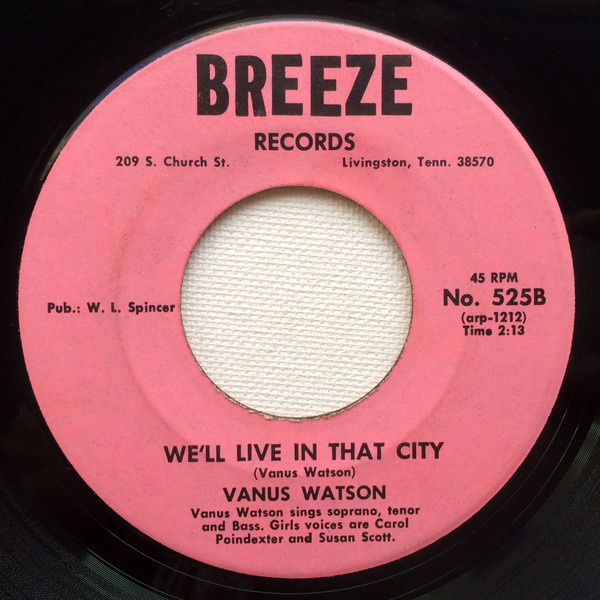 BREEZE
RECORDS
209 S. Church St. Livingston, Tenn. 38570
45 RPM
No. 525B
(arp-1212)
Time 2:13
Pub.: W. L. Spincer
WE'LL LIVE IN THAT CITY
(Vanus Watson)
VANUS WATSON
Vanus Watson sings soprano, tenor
and Bass. Girls voices are Carol
Poindexter and Susan Scott.